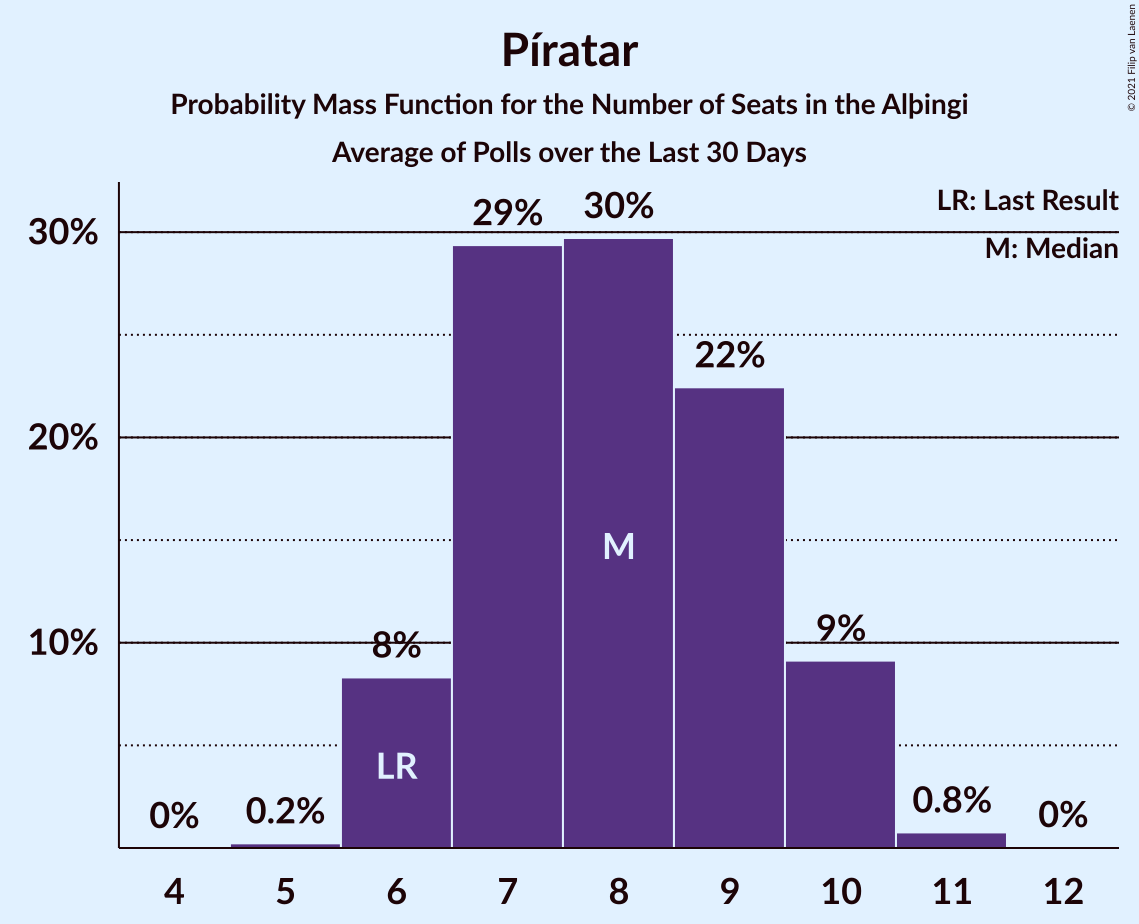 Píratar
Probability Mass Function for the Number of Seats in the Alþingi
Average of Polls over the Last 30 Days
© 2021 Filip van Laenen
LR: Last Result
M: Median
30%
20%
10%
0%
0.2%
8%
29%
30%
22%
9%
0.8%
0%
LR
M
4 5 6 7 8 9 10 11 12